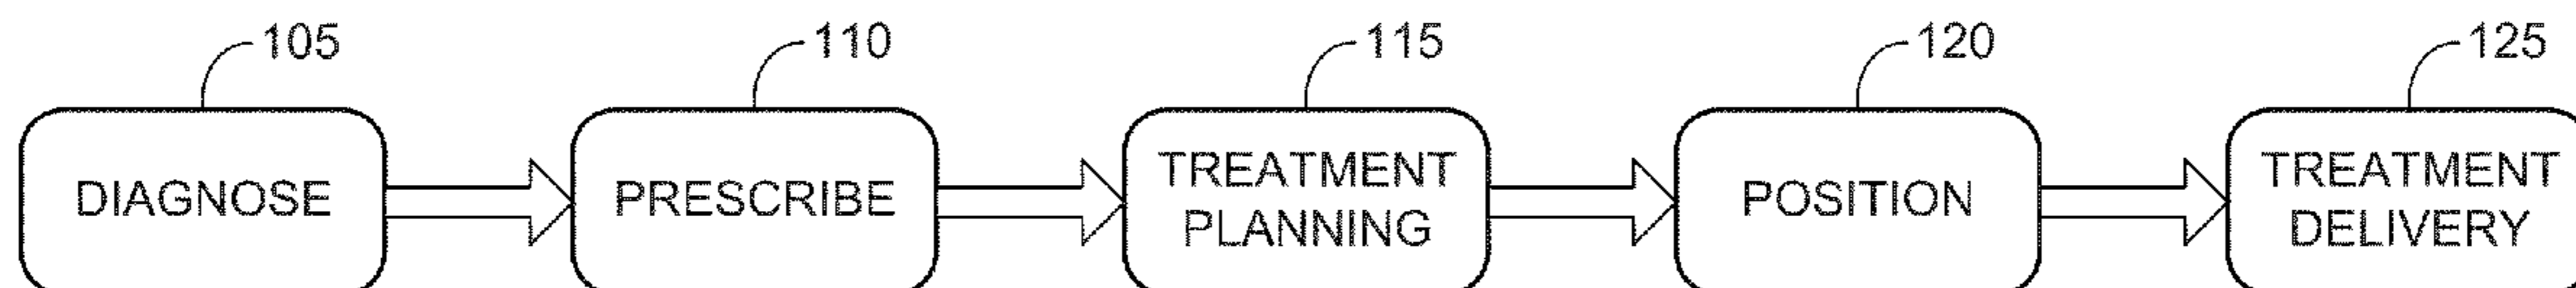 105
110
115
120
125
DIAGNOSE
PRESCRIBE
TREATMENT
PLANNING
POSITION
TREATMENT
DELIVERY